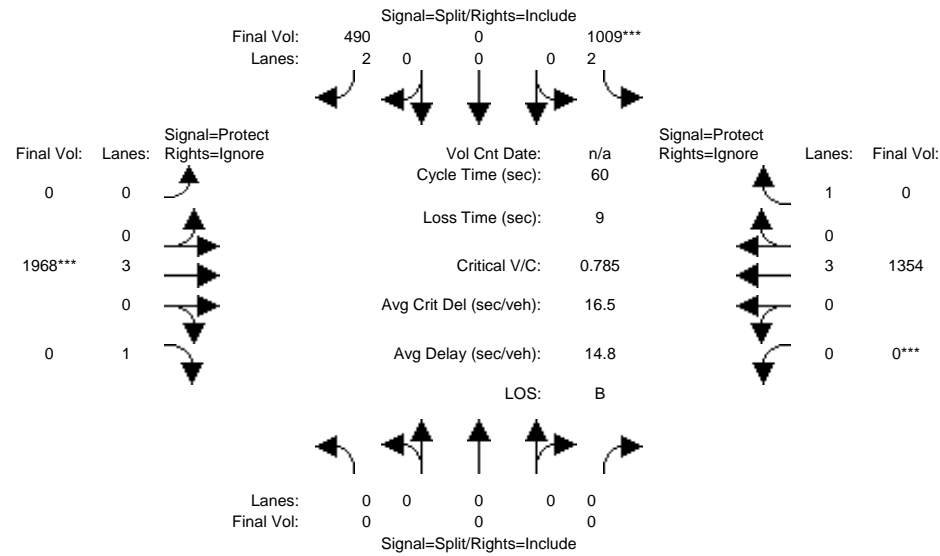 Signal=Split/Rights=Include
Final Vol: 490 0 1009***
Lanes: 2 0 0 0 2
Signal=Protect
Final Vol: Lanes: Rights=Ignore
Vol Cnt Date: n/a
Signal=Protect
Rights=Ignore Lanes: Final Vol:
Cycle Time (sec): 60
0 0
1 0
Loss Time (sec): 9
0
0
1968*** 3
Critical V/C: 0.785
3 1354
0
Avg Crit Del (sec/veh): 16.5
0
0 1
Avg Delay (sec/veh): 14.8
0 0***
LOS: B
Lanes: 0 0 0 0 0
Final Vol: 0 0 0
Signal=Split/Rights=Include